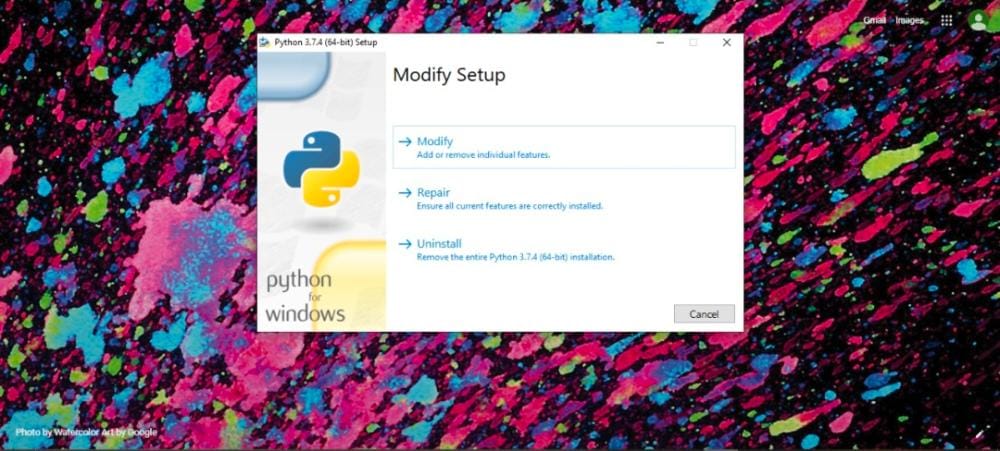 Gmail Images
Python 3.7.4 (64-bit) Setup
Modify Setup
Modify
Add or remove individual features.
Repair
Ensure all current features are correctly installed.
Uninstall
Remove the entire Python 3.7.4 (64-bit) installation.
python
for
windows
Cancel
Photo by Watercolor Art by Google